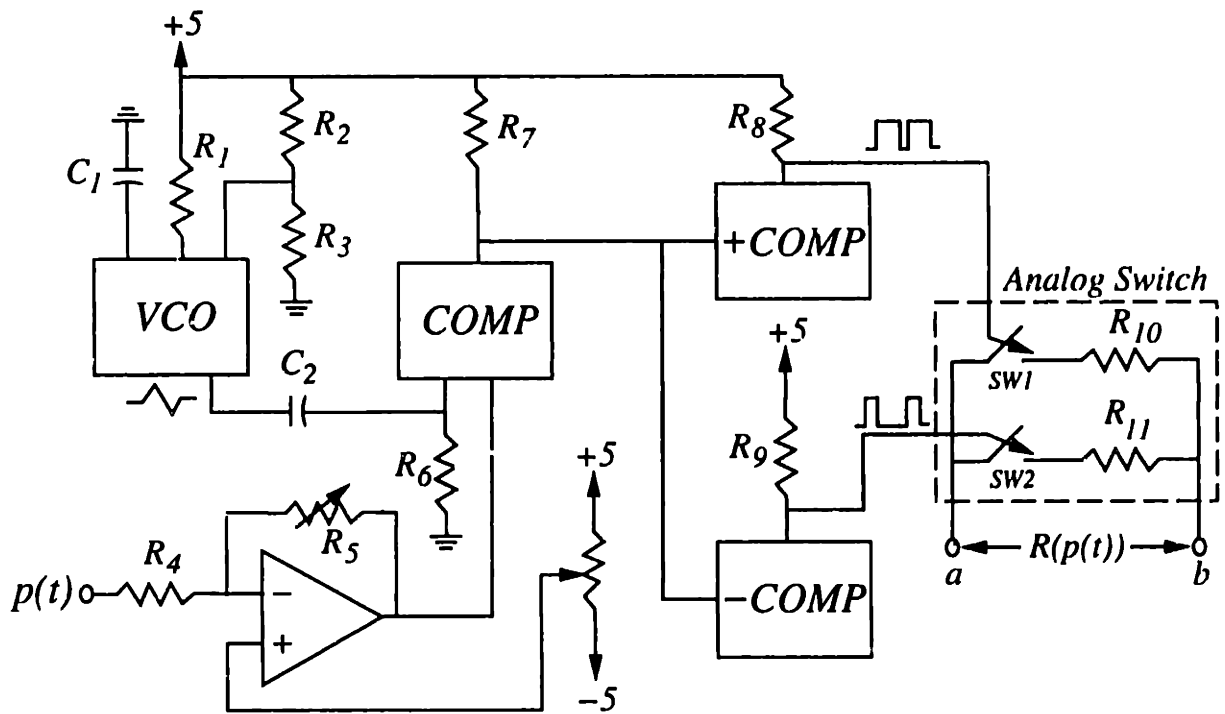 +5
R1
R2
R3
C1
VCO
C2
R7
COMP
R6
R8
+COMP
Analog Switch
R10
SW1
R11
SW2
+5
R9
-COMP
R(p(t))
a
b
+5
-5
R5
R4
p(t)
-
+